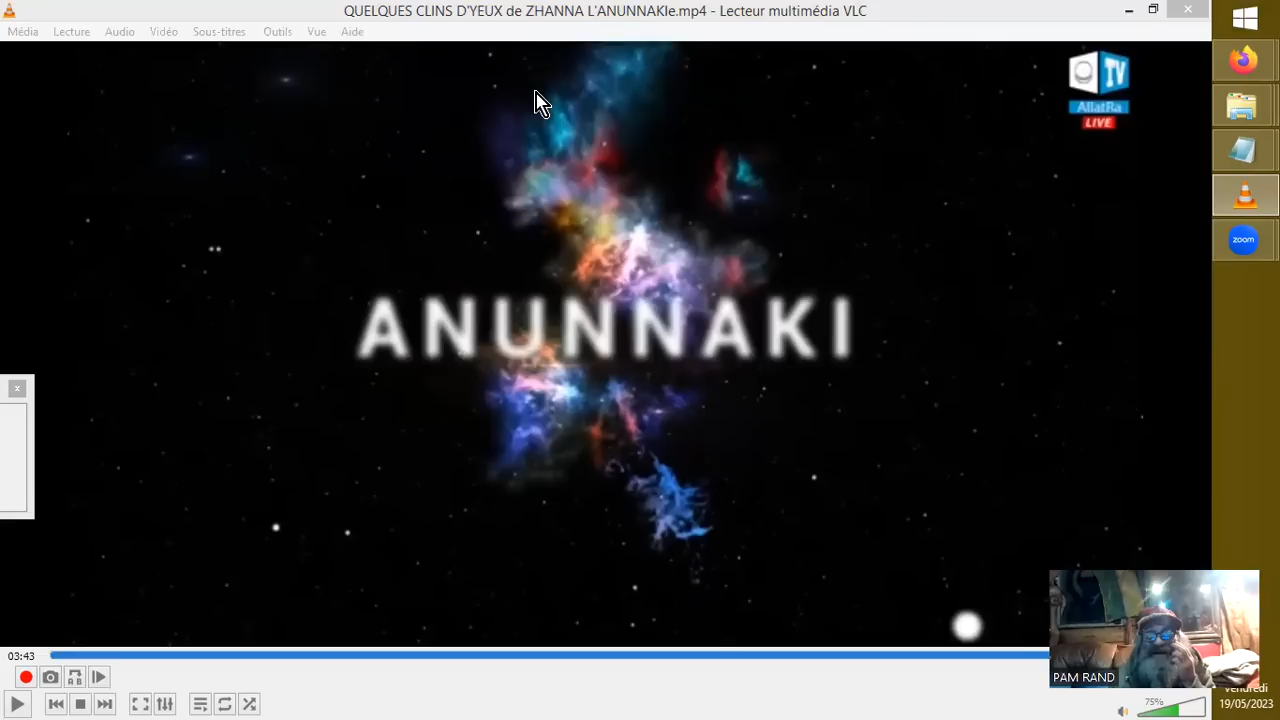 QUELQUES CLINS D'YEUX de ZHANNA L'ANUNNAKIe.mp4 - Lecteur multimédia VLC
Média Lecture Audio Vidéo Sous-titres Outils Vue Aide
TV
AllatRa
LIVE
ANUNNAKI
zoom
03:43
A B
PAM RAND
75%
vendredi
19/05/2023